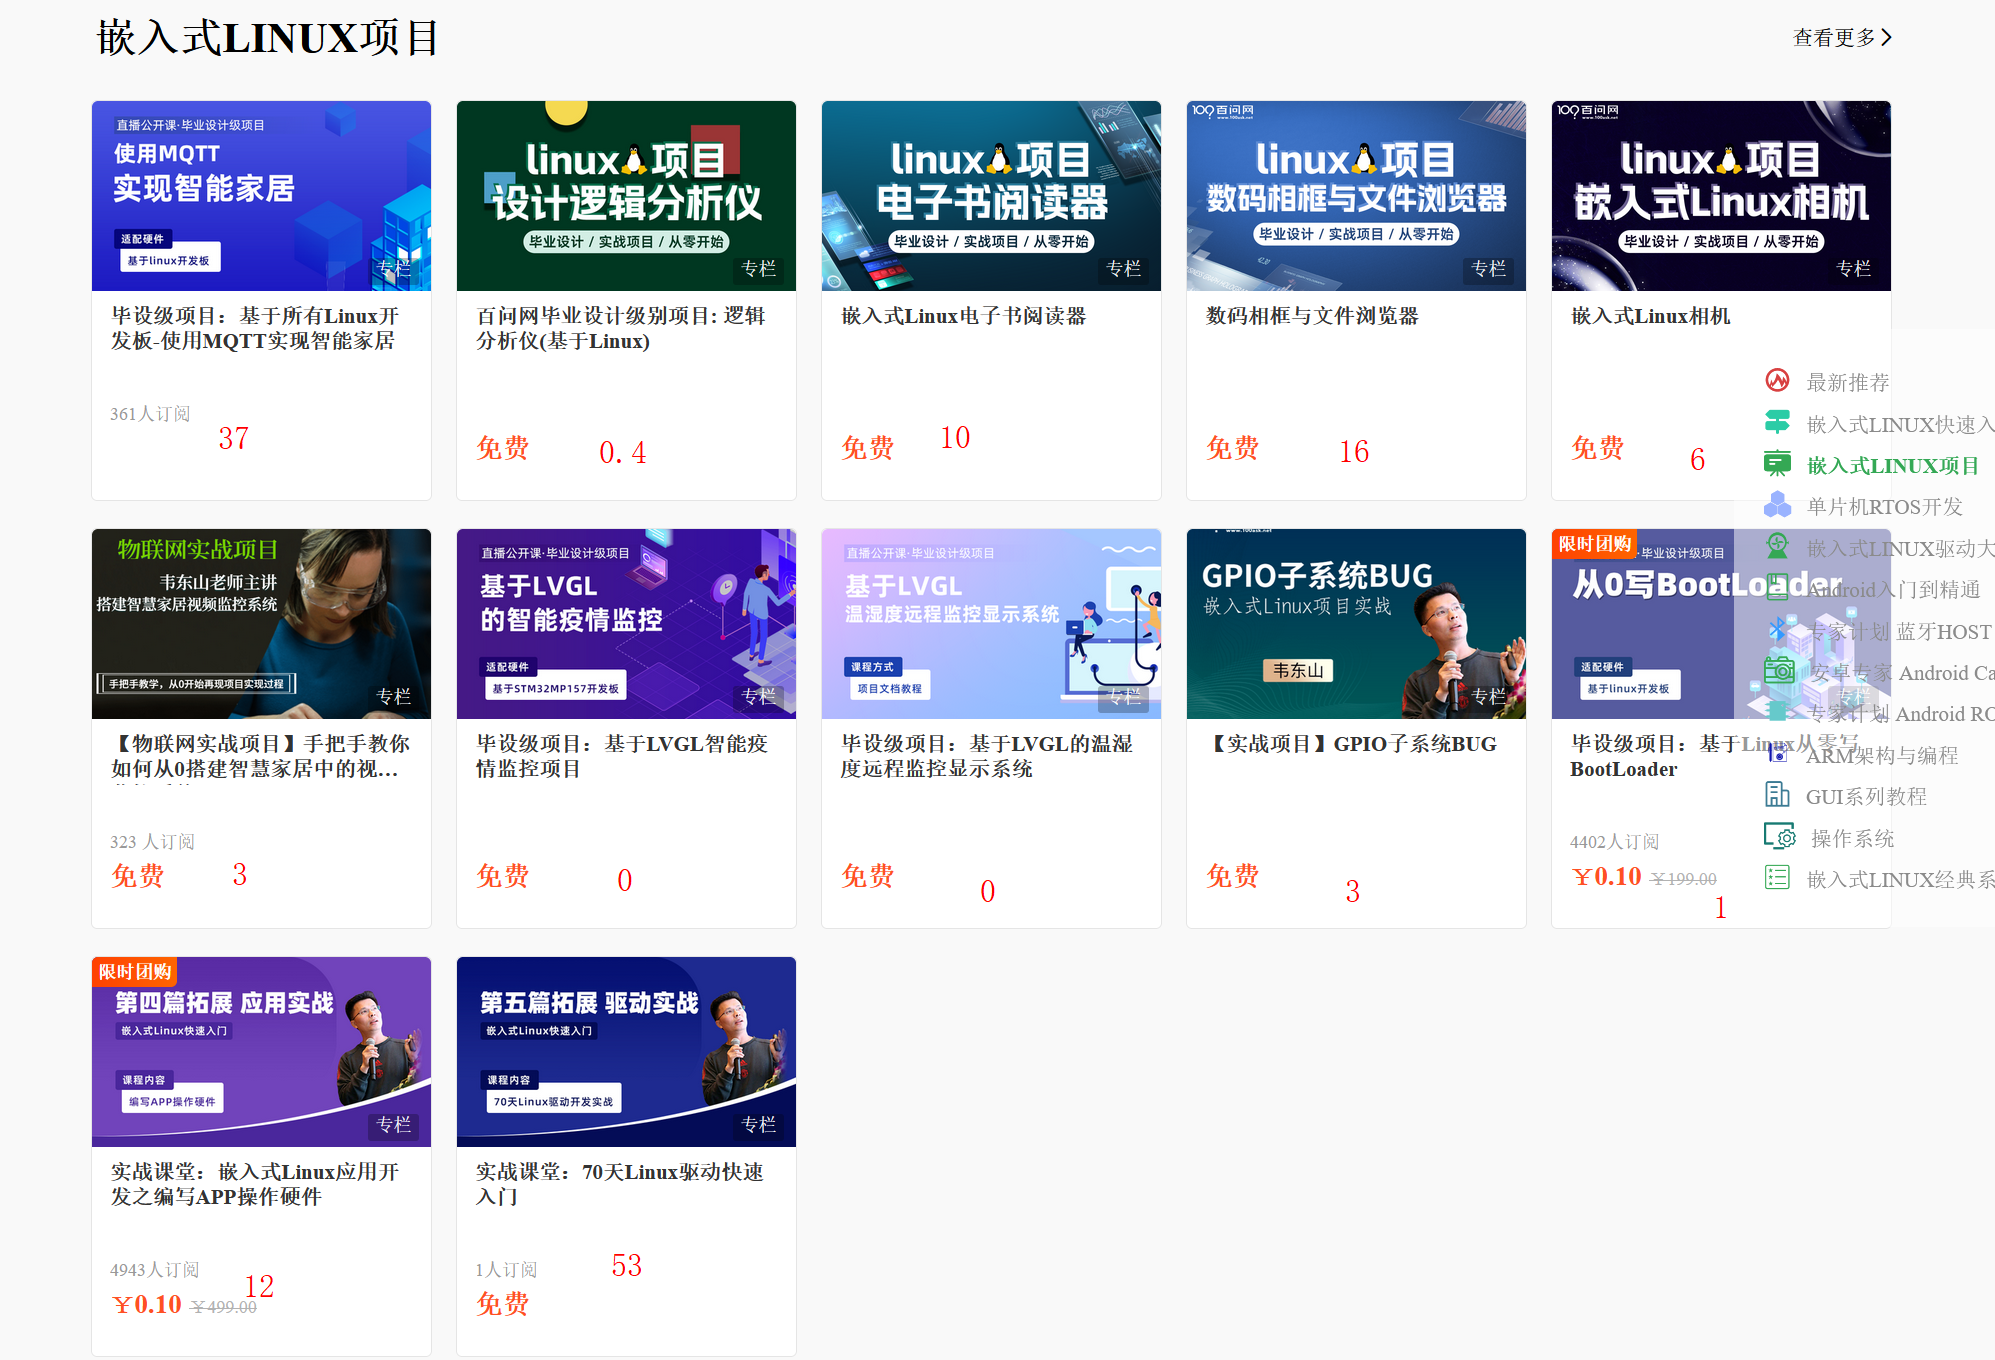 嵌入式LINUX项目
查看更多
直播公开课·毕业设计级项目
使用MQTT
实现智能家居
适配硬件
基于linux开发板
专栏
毕设级项目：基于所有Linux开
发板-使用MQTT实现智能家居
361人订阅
37
linux项目
设计逻辑分析仪
毕业设计 / 实战项目 / 从零开始
专栏
百问网毕业设计级别项目: 逻辑
分析仪(基于Linux)
免费
0.4
linux项目
电子书阅读器
毕业设计 / 实战项目 / 从零开始
专栏
嵌入式Linux电子书阅读器
免费
10
百问网
www.100ask.net
linux项目
数码相框与文件浏览器
毕业设计 / 实战项目 / 从零开始
专栏
数码相框与文件浏览器
免费
16
百问网
www.100ask.net
linux项目
嵌入式Linux相机
毕业设计 / 实战项目 / 从零开始
专栏
嵌入式Linux相机
免费
6
物联网实战项目
韦东山老师主讲
搭建智慧家居视频监控系统
手把手教学，从0开始再现项目实现过程
专栏
【物联网实战项目】手把手教你
如何从0搭建智慧家居中的视...
323 人订阅
免费
3
直播公开课·毕业设计级项目
基于LVGL
的智能疫情监控
适配硬件
基于STM32MP157开发板
专栏
毕设级项目：基于LVGL智能疫
情监控项目
免费
0
直播公开课·毕业设计级项目
基于LVGL
温湿度远程监控显示系统
课程方式
项目文档教程
专栏
毕设级项目：基于LVGL的温湿
度远程监控显示系统
免费
0
www.100ask.net
GPIO子系统BUG
嵌入式Linux项目实战
韦东山
专栏
【实战项目】GPIO子系统BUG
免费
3
限时团购
·毕业设计级项目
从0写BootLoader
适配硬件
基于linux开发板
专栏
毕设级项目：基于Linux从零写
BootLoader
4402人订阅
￥0.10 ￥199.00
1
限时团购
第四篇拓展 应用实战
嵌入式Linux快速入门
课程内容
编写APP操作硬件
专栏
实战课堂：嵌入式Linux应用开
发之编写APP操作硬件
4943人订阅
12
￥0.10 ￥499.00
第五篇拓展 驱动实战
嵌入式Linux快速入门
课程内容
70天Linux驱动开发实战
专栏
实战课堂：70天Linux驱动快速
入门
1人订阅
53
免费
最新推荐
嵌入式LINUX快速入
嵌入式LINUX项目
单片机RTOS开发
嵌入式LINUX驱动大
Android入门到精通
专家计划 蓝牙HOST
安卓专家 Android Ca
专家计划 Android RO
ARM架构与编程
GUI系列教程
操作系统
嵌入式LINUX经典系